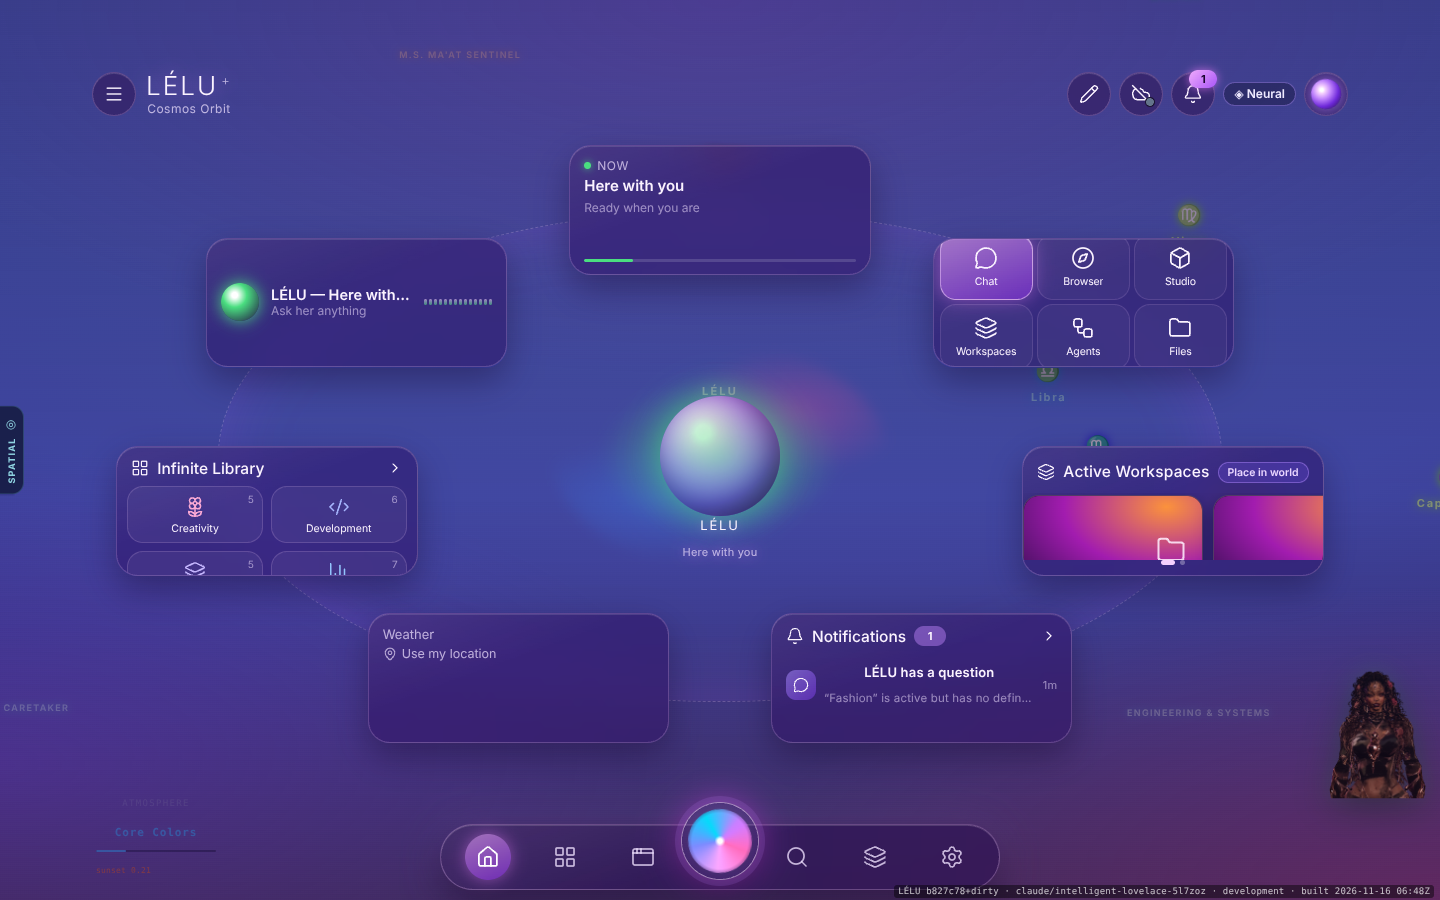 M.S. MA'AT SENTINEL
LÉLU +
Cosmos Orbit
1
◈ Neural
NOW
Here with you
Ready when you are
LÉLU — Here with...
Ask her anything
Chat
Browser
Studio
Workspaces
Agents
Files
Libra
LÉLU
LÉLU
Here with you
SPATIAL
Infinite Library
5
Creativity
6
Development
5
7
Active Workspaces
Place in world
Cap
Weather
Use my location
Notifications
1
LÉLU has a question
"Fashion" is active but has no defin...
1m
CARETAKER
ENGINEERING & SYSTEMS
ATMOSPHERE
Core Colors
sunset 0.21
LÉLU b827c78+dirty · claude/intelligent-lovelace-5l7zoz · development · built 2026-11-16 06:48Z